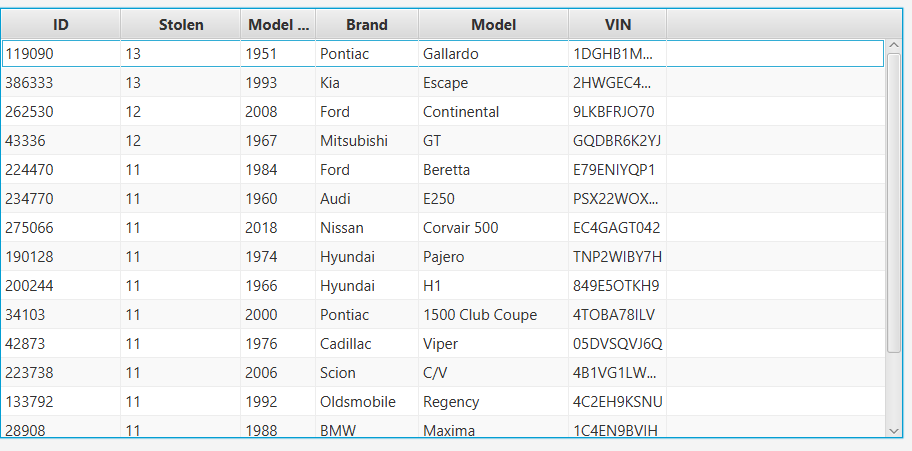 ID Stolen Model ... Brand Model VIN
119090 13 1951 Pontiac Gallardo 1DGHB1M...
386333 13 1993 Kia Escape 2HWGEC4...
262530 12 2008 Ford Continental 9LKBFRJO70
43336 12 1967 Mitsubishi GT GQDBR6K2YJ
224470 11 1984 Ford Beretta E79ENIYQP1
234770 11 1960 Audi E250 PSX22WOX...
275066 11 2018 Nissan Corvair 500 EC4GAGT042
190128 11 1974 Hyundai Pajero TNP2WIBY7H
200244 11 1966 Hyundai H1 849E5OTKH9
34103 11 2000 Pontiac 1500 Club Coupe 4TOBA78ILV
42873 11 1976 Cadillac Viper 05DVSQVJ6Q
223738 11 2006 Scion C/V 4B1VG1LW...
133792 11 1992 Oldsmobile Regency 4C2EH9KSNU
28908 11 1988 BMW Maxima 1C4EN9BVIH